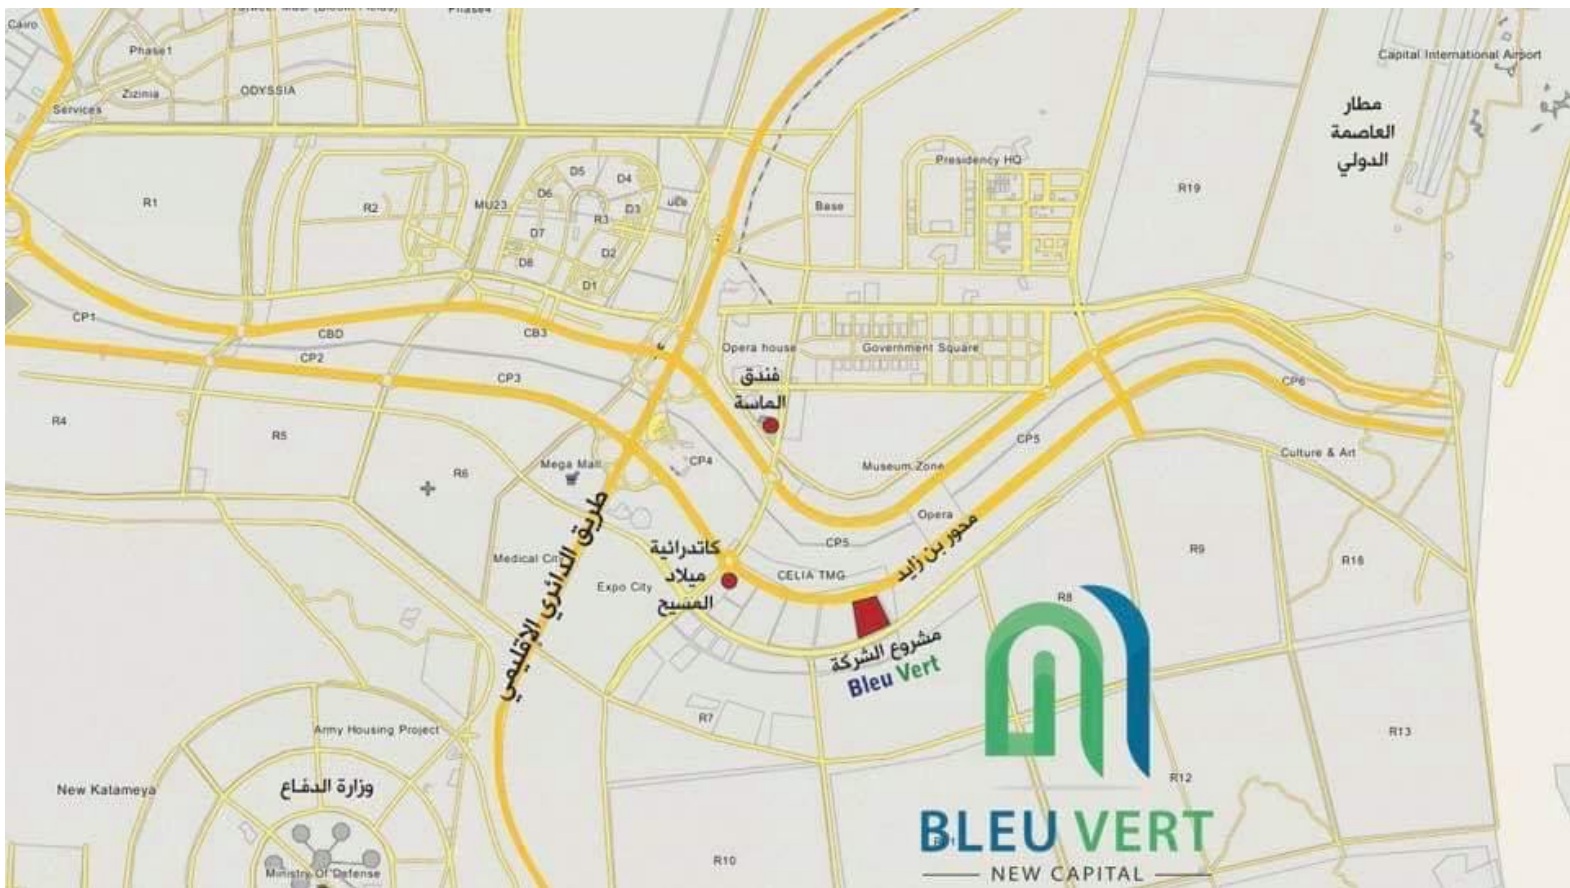 Cairo
Phase4
Phase1
Zizinia
ODYSSIA
Services
Capital International Airport
مطار
العاصمة
الدولي
Presidency HQ
R1
R2
MU23
D5
D4
D6
D3
R3
D7
D2
D8
D1
Base
R19
CP1
CBD
CB3
CP2
CP3
Opera house
Government Square
فندق
الماسة
CP6
R4
R5
R6
Mega Mall
CP4
Museum Zone
CP5
Culture & Art
Opera
محور بن زايد
CP5
طريق الدائري الإقليمي
Medical City
Expo City
كاتدرائية
ميلاد
المسيح
CELIA TMG
R9
R8
مشروع الشركة
Bleu Vert
R7
Army Housing Project
R13
R12
New Katameya
وزارة الدفاع
Ministry Of Defense
R10
BLEU VERT
NEW CAPITAL